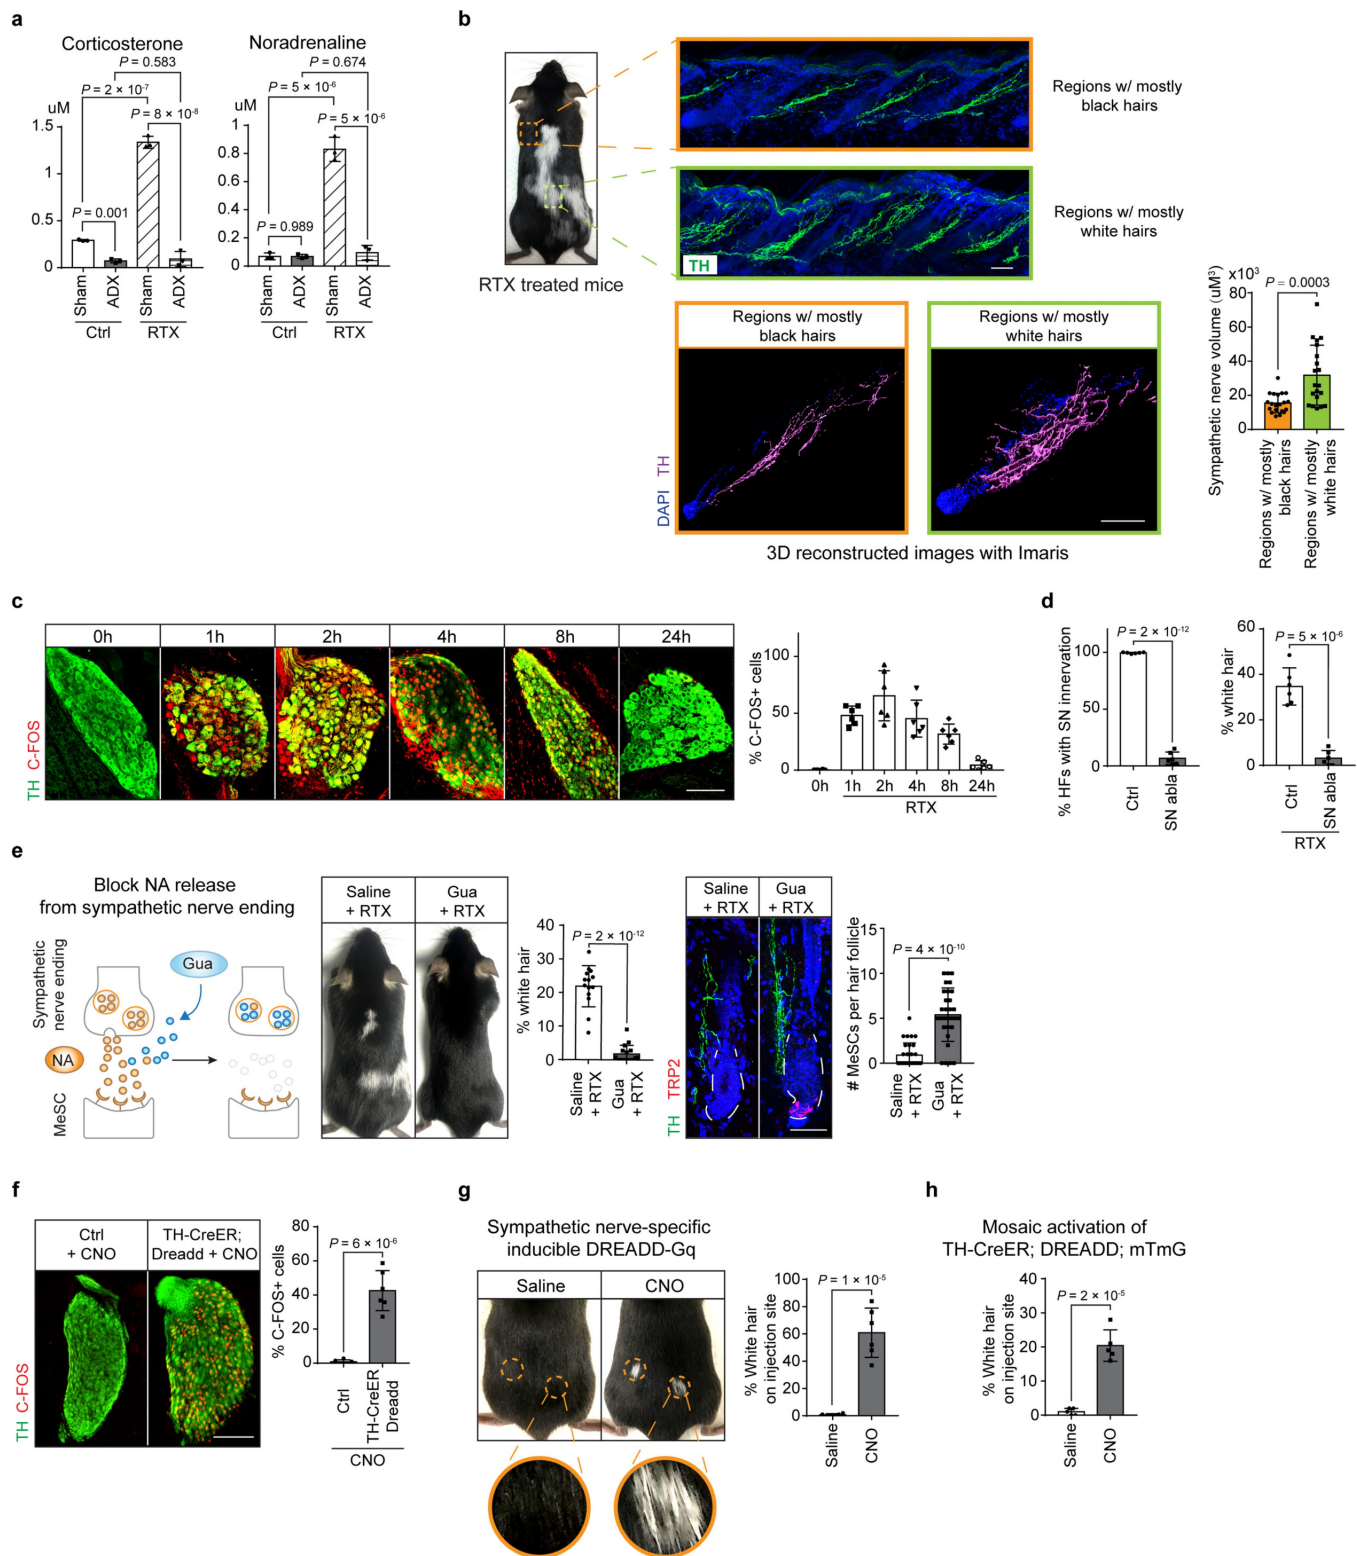 a
Corticosterone
P = 0.583
P = 2 × 10⁻⁷
uM
P = 8 × 10⁻⁸
1.5
1
0.5
0
P = 0.001
Sham
ADX
Sham
ADX
Ctrl
RTX
Noradrenaline
P = 0.674
P = 5 × 10⁻⁶
uM
P = 5 × 10⁻⁶
1
0.8
0.6
0.4
0.2
0
P = 0.989
Sham
ADX
Sham
ADX
Ctrl
RTX
b
RTX treated mice
Regions w/ mostly
black hairs
TH
Regions w/ mostly
white hairs
Regions w/ mostly
black hairs
Regions w/ mostly
white hairs
DAPI TH
3D reconstructed images with Imaris
x10³
P = 0.0003
Sympathetic nerve volume (uM³)
80
60
40
20
0
Regions w/ mostly
black hairs
Regions w/ mostly
white hairs
c
0h
1h
2h
4h
8h
24h
TH C-FOS
% C-FOS+ cells
100
50
0
0h
1h
2h
4h
8h
24h
RTX
d
% HFs with SN innervation
P = 2 × 10⁻¹²
100
50
0
Ctrl
SN abla
% white hair
60
P = 5 × 10⁻⁶
40
20
0
Ctrl
SN abla
RTX
e
Block NA release
from sympathetic nerve ending
Sympathetic
nerve ending
Gua
NA
MeSC
Saline
+ RTX
Gua
+ RTX
% white hair
40
P = 2 × 10⁻¹²
30
20
10
0
Saline
+ RTX
Gua
+ RTX
Saline
+ RTX
Gua
+ RTX
TH TRP2
# MeSCs per hair follicle
15
P = 4 × 10⁻¹⁰
10
5
0
Saline
+ RTX
Gua
+ RTX
f
Ctrl
+ CNO
TH-CreER;
Dreadd + CNO
TH C-FOS
% C-FOS+ cells
80
P = 6 × 10⁻⁶
60
40
20
0
Ctrl
TH-CreER
Dreadd
CNO
g
Sympathetic nerve-specific
inducible DREADD-Gq
Saline
CNO
% White hair
on injection site
100
P = 1 × 10⁻⁵
80
60
40
20
0
Saline
CNO
h
Mosaic activation of
TH-CreER; DREADD; mTmG
% White hair
on injection site
40
P = 2 × 10⁻⁵
30
20
10
0
Saline
CNO